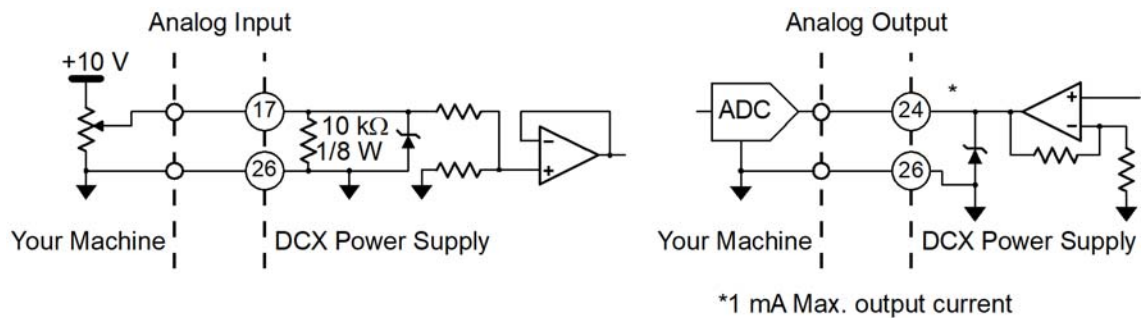 Analog Input
+10 V
17
10 kΩ
1/8 W
26
Your Machine
DCX Power Supply
Analog Output
ADC
24
*
26
Your Machine
DCX Power Supply
*1 mA Max. output current